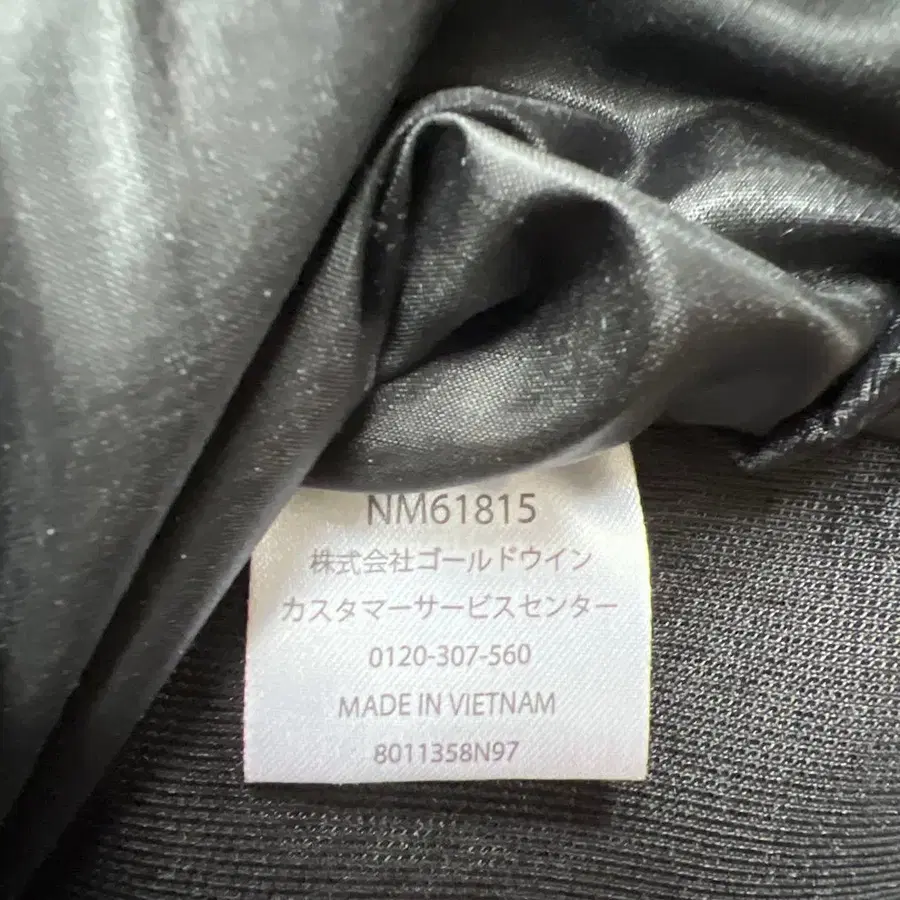 NM61815
株式会社ゴールドウイン
カスタマーサービスセンター
0120-307-560
MADE IN VIETNAM
8011358N97